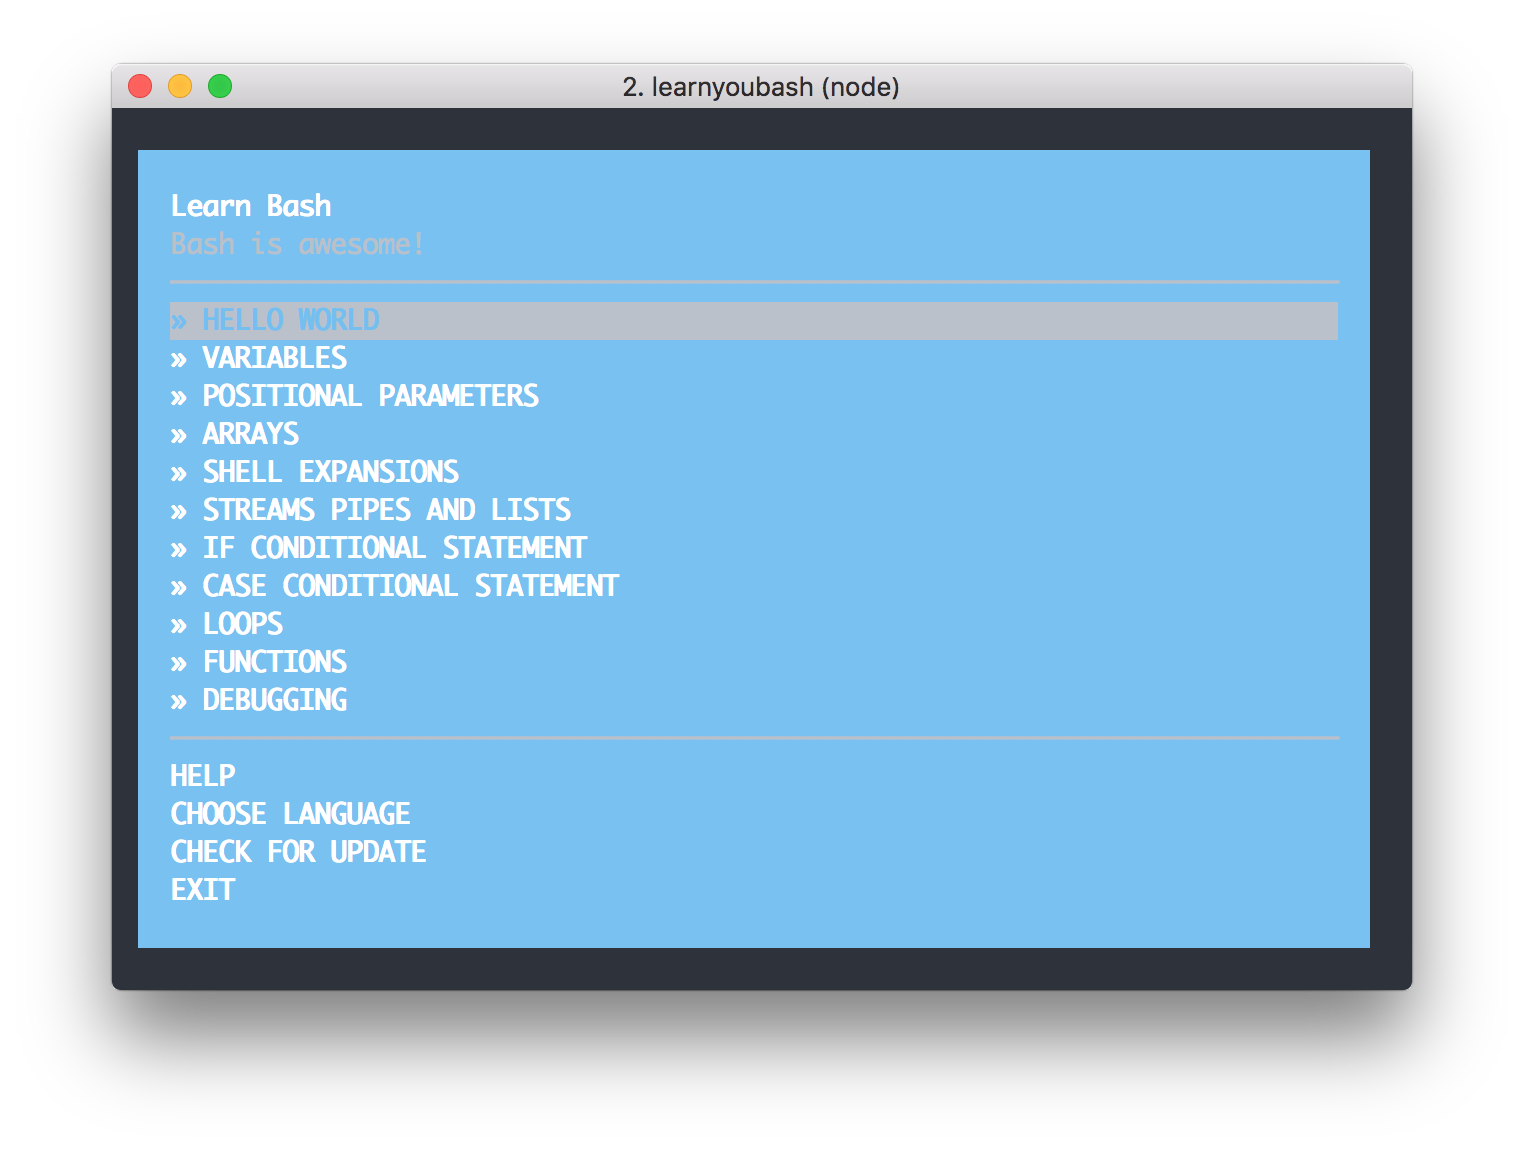 2. learnyoubash (node)
Learn Bash
Bash is awesome!
» HELLO WORLD
» VARIABLES
» POSITIONAL PARAMETERS
» ARRAYS
» SHELL EXPANSIONS
» STREAMS PIPES AND LISTS
» IF CONDITIONAL STATEMENT
» CASE CONDITIONAL STATEMENT
» LOOPS
» FUNCTIONS
» DEBUGGING
HELP
CHOOSE LANGUAGE
CHECK FOR UPDATE
EXIT